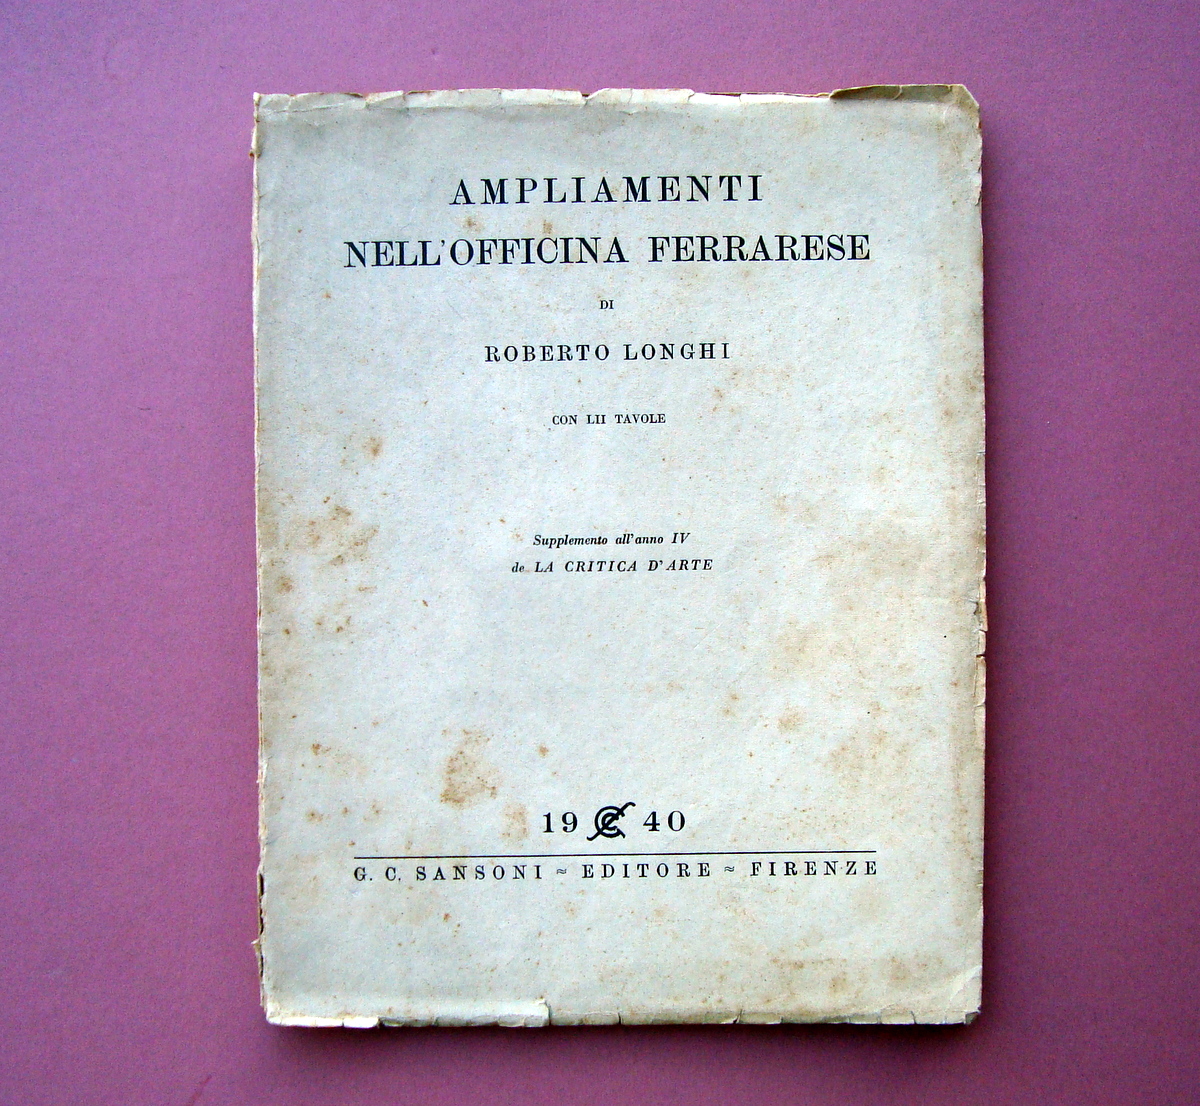 AMPLIAMENTI
NELL'OFFICINA FERRARESE
DI
ROBERTO LONGHI
CON LII TAVOLE
Supplemento all'anno IV
de LA CRITICA D'ARTE
19 40
G. C. SANSONI ≈ EDITORE ≈ FIRENZE